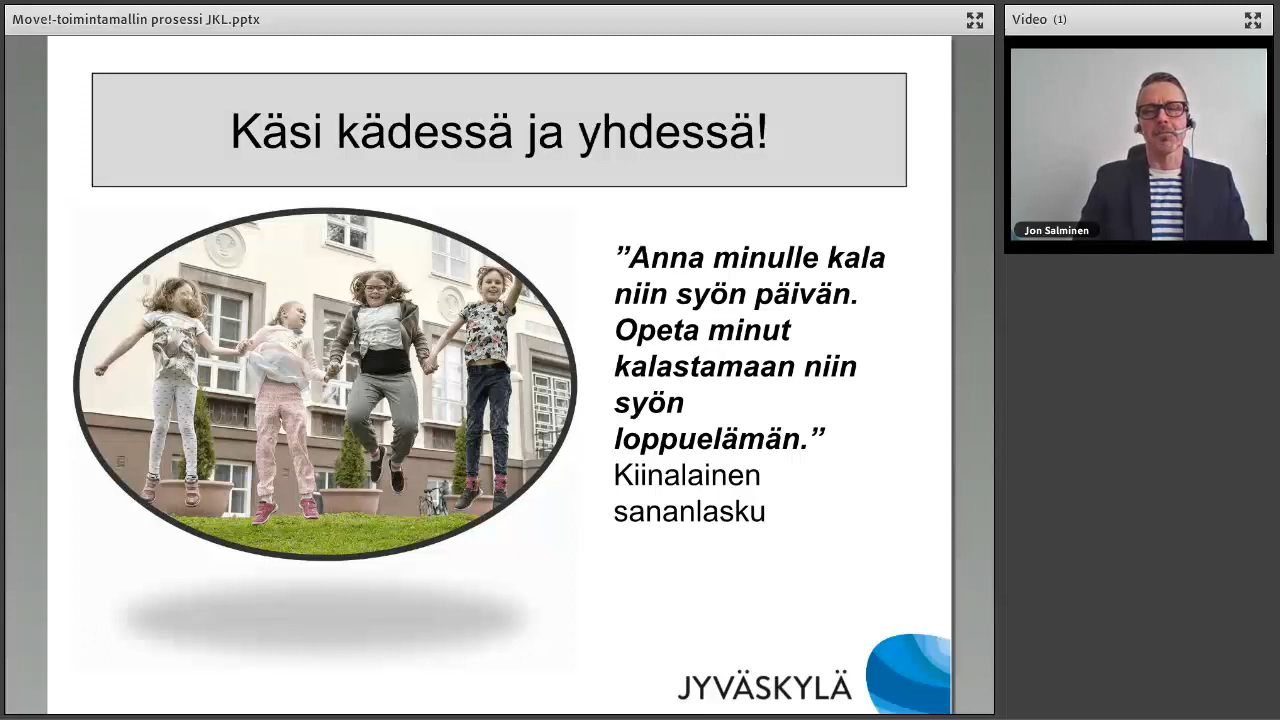 Move!-toimintamallin prosessi JKL.pptx
Video (1)
Käsi kädessä ja yhdessä!
Jon Salminen
”Anna minulle kala
niin syön päivän.
Opeta minut
kalastamaan niin
syön
loppuelämän.”
Kiinalainen
sananlasku
JYVÄSKYLÄ